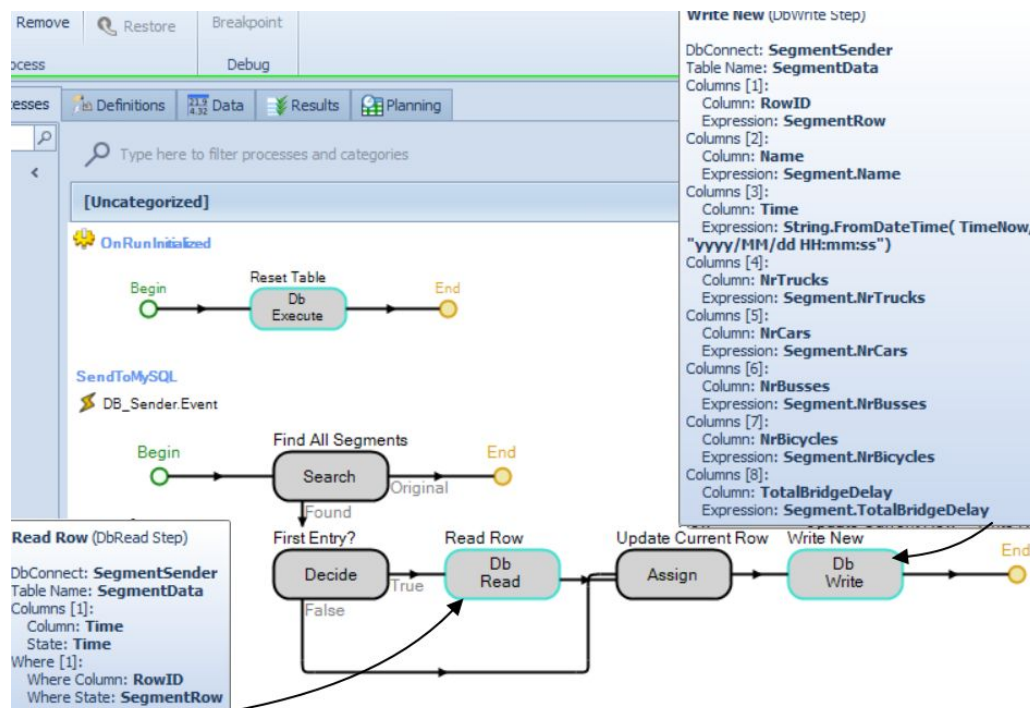 Remove
Restore
Breakpoint
ocess
Debug
esses
Definitions
Data
Results
Planning
Type here to filter processes and categories
[Uncategorized]
OnRunInitialized
Begin
Reset Table
Db
Execute
End
SendToMySQL
DB_Sender.Event
Begin
Find All Segments
Search
Original
End
Found
First Entry?
Decide
True
False
Read Row
Db
Read
Update Current Row
Assign
Write New
Db
Write
End
Read Row (DbRead Step)
DbConnect: SegmentSender
Table Name: SegmentData
Columns [1]:
Column: Time
State: Time
Where [1]:
Where Column: RowID
Where State: SegmentRow
Write New (DbWrite Step)
DbConnect: SegmentSender
Table Name: SegmentData
Columns [1]:
Column: RowID
Expression: SegmentRow
Columns [2]:
Column: Name
Expression: Segment.Name
Columns [3]:
Column: Time
Expression: String.FromDateTime( TimeNow,
"yyyy/MM/dd HH:mm:ss")
Columns [4]:
Column: NrTrucks
Expression: Segment.NrTrucks
Columns [5]:
Column: NrCars
Expression: Segment.NrCars
Columns [6]:
Column: NrBusses
Expression: Segment.NrBusses
Columns [7]:
Column: NrBicycles
Expression: Segment.NrBicycles
Columns [8]:
Column: TotalBridgeDelay
Expression: Segment.TotalBridgeDelay